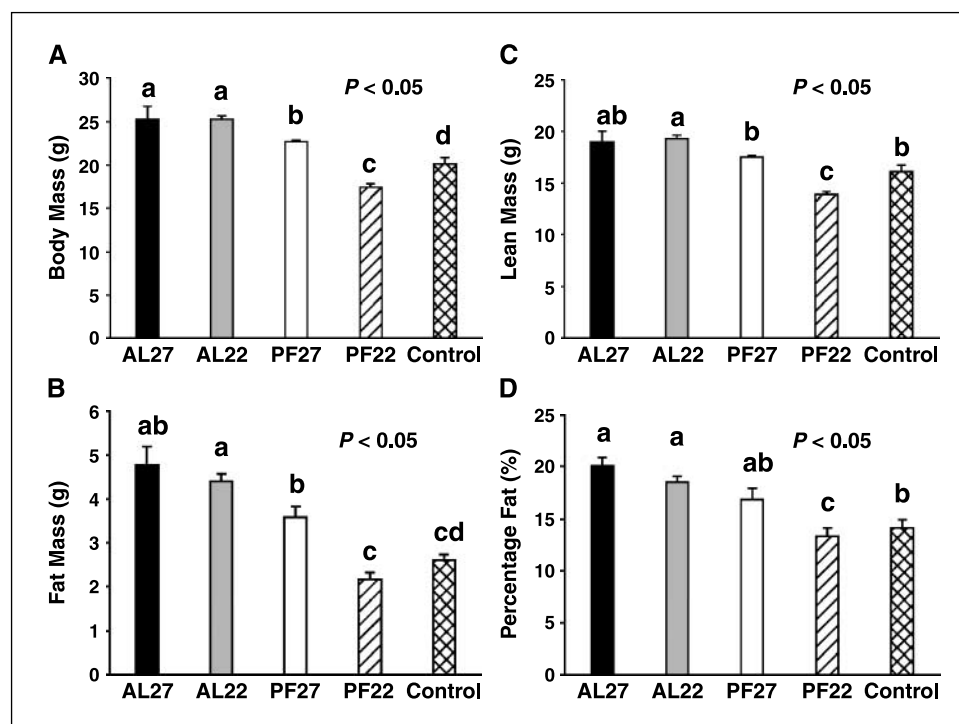 A
Body Mass (g)
30
25
20
15
10
5
0
a
a
b
c
d
P < 0.05
AL27 AL22 PF27 PF22 Control
B
Fat Mass (g)
6
5
4
3
2
1
0
ab
a
b
c
cd
P < 0.05
AL27 AL22 PF27 PF22 Control
C
Lean Mass (g)
25
20
15
10
5
0
ab
a
b
c
b
P < 0.05
AL27 AL22 PF27 PF22 Control
D
Percentage Fat (%)
25
20
15
10
5
0
a
a
ab
c
b
P < 0.05
AL27 AL22 PF27 PF22 Control